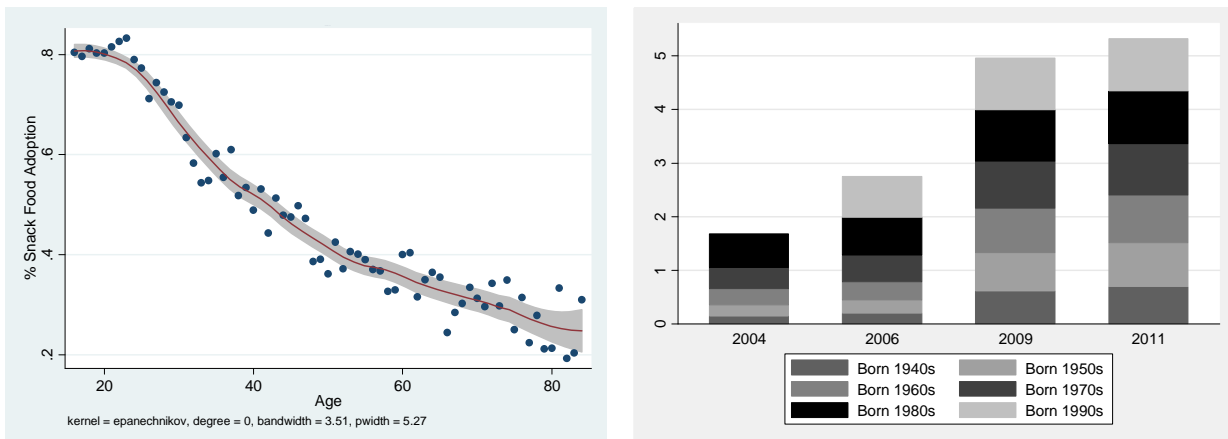 % Snack Food Adoption
.8
.6
.4
.2
20 40 60 80
Age
kernel = epanechnikov, degree = 0, bandwidth = 3.51, pwidth = 5.27
5
4
3
2
1
0
2004 2006 2009 2011
Born 1940s Born 1950s
Born 1960s Born 1970s
Born 1980s Born 1990s